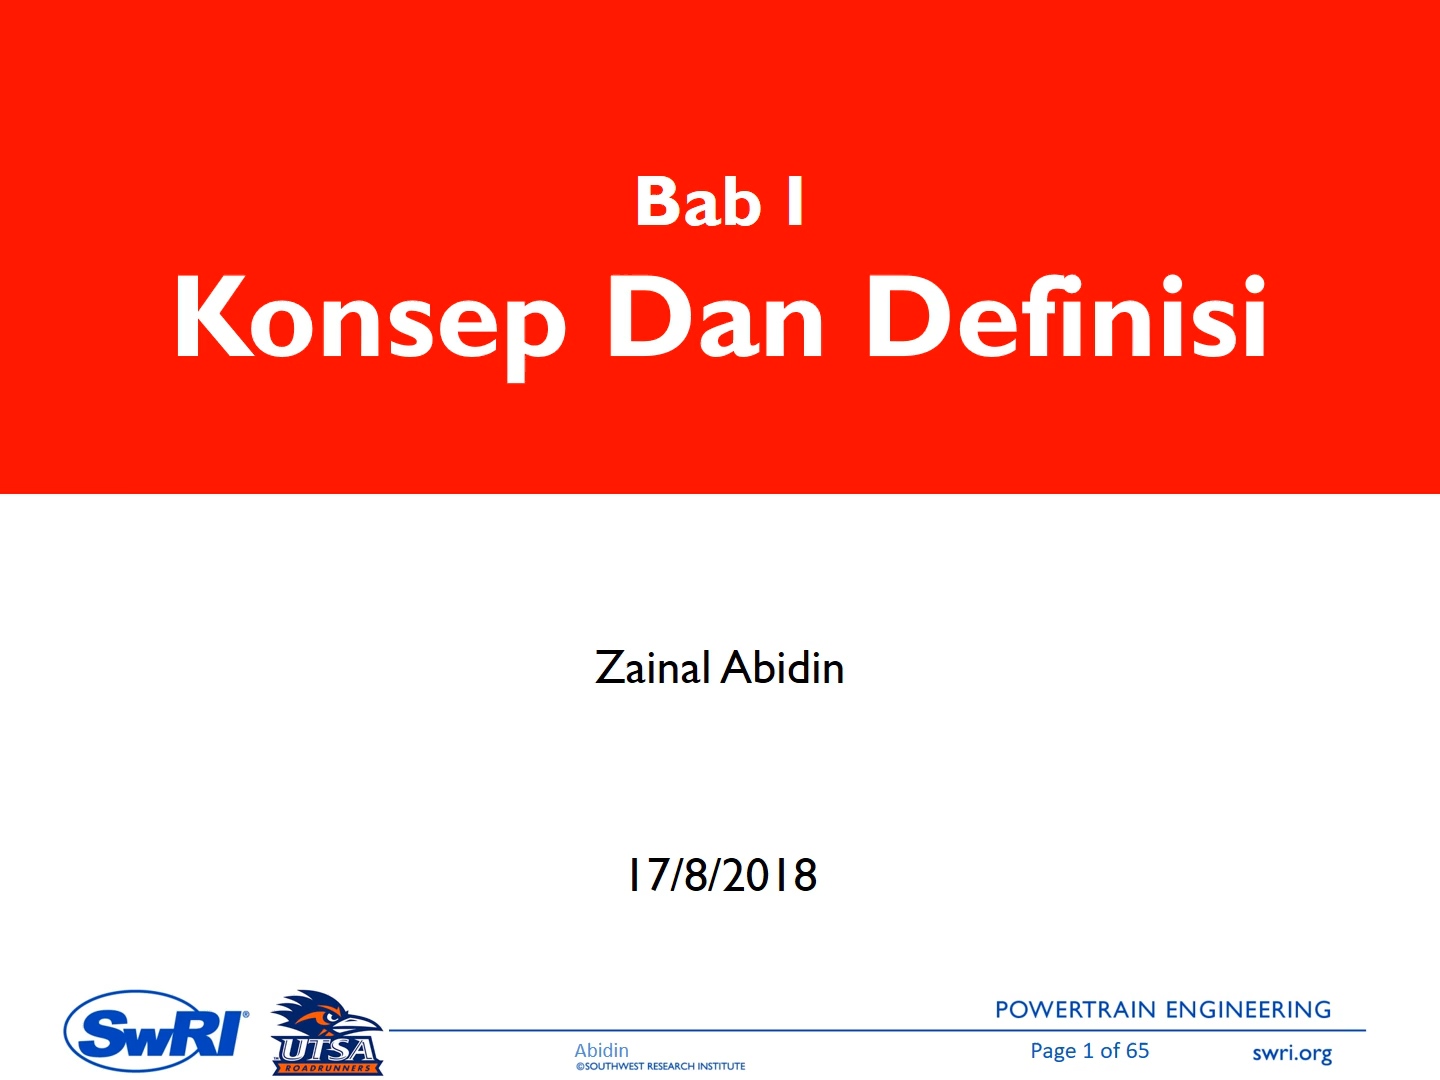 Bab I
Konsep Dan Definisi
Zainal Abidin
17/8/2018
SwRI®
UTSA
ROADRUNNERS
Abidin
©SOUTHWEST RESEARCH INSTITUTE
POWERTRAIN ENGINEERING
Page 1 of 65
swri.org